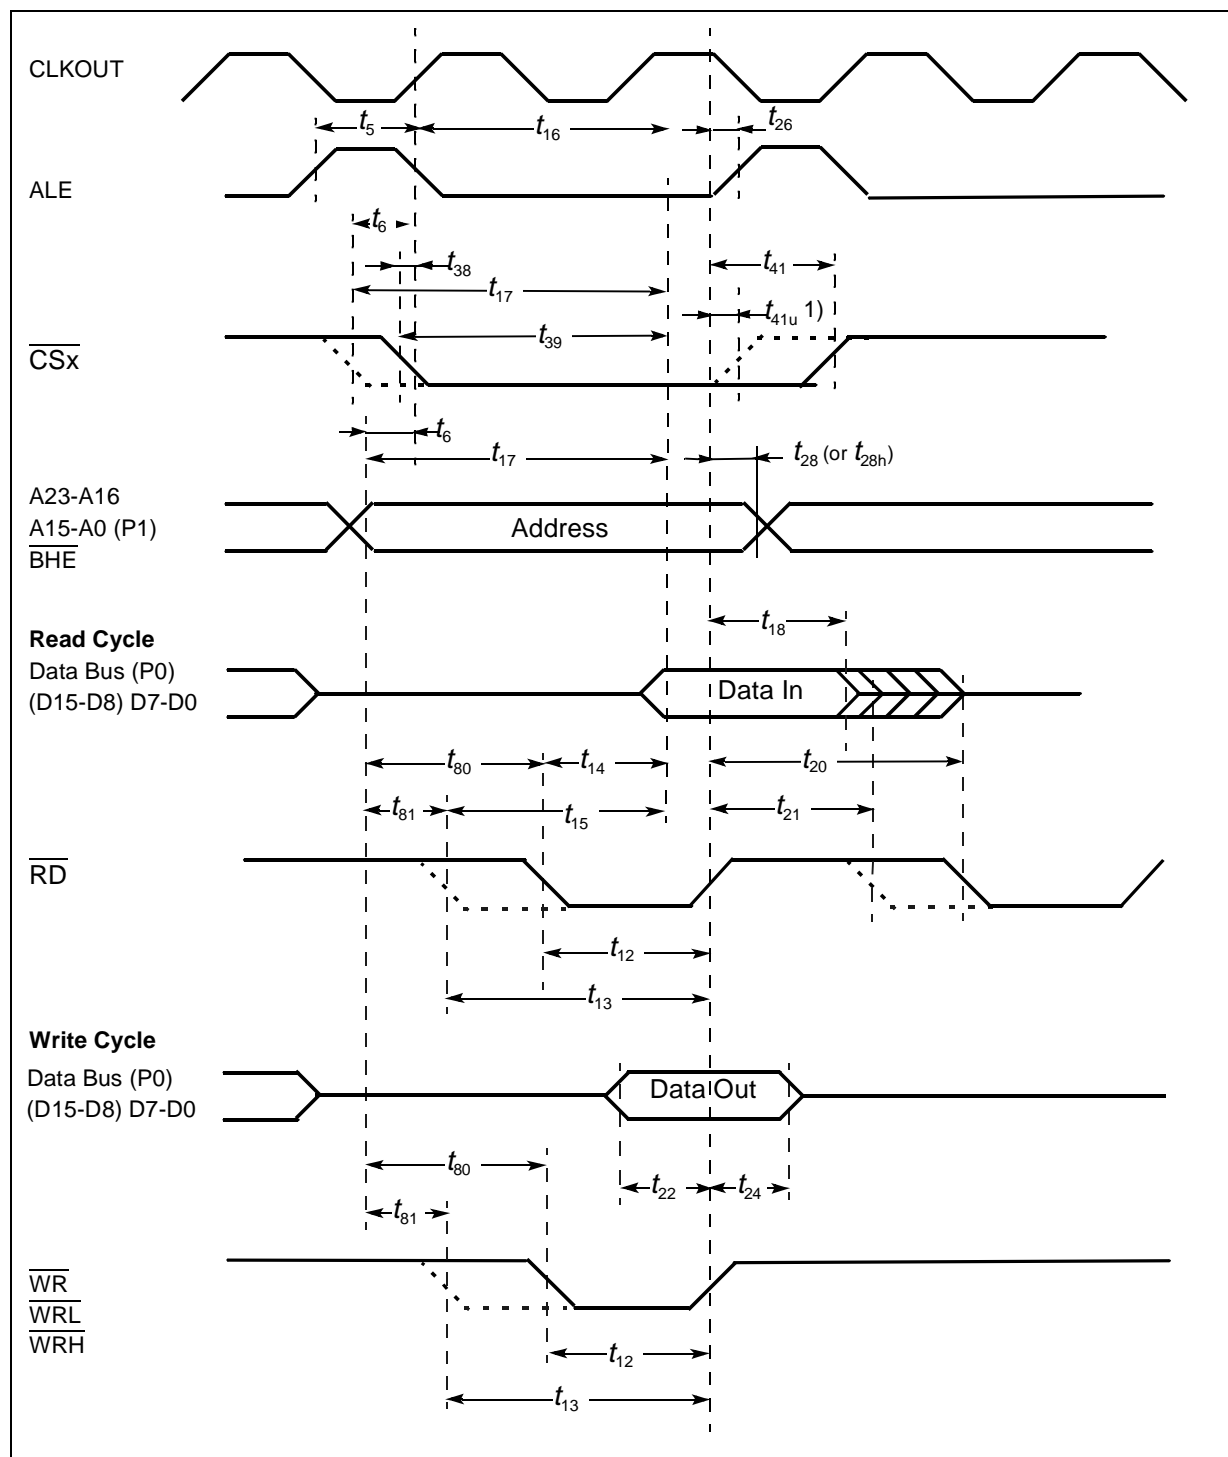 CLKOUT
t5
t16
t26
ALE
t6
t38
t41
t17
t41u 1)
t39
CSx
t6
t17
t28 (or t28h)
A23-A16
A15-A0 (P1)
Address
BHE
t18
Read Cycle
Data Bus (P0)
Data In
(D15-D8) D7-D0
t80
t14
t20
t81
t15
t21
RD
t12
t13
Write Cycle
Data Bus (P0)
Data Out
(D15-D8) D7-D0
t80
t22
t24
t81
WR
WRL
WRH
t12
t13